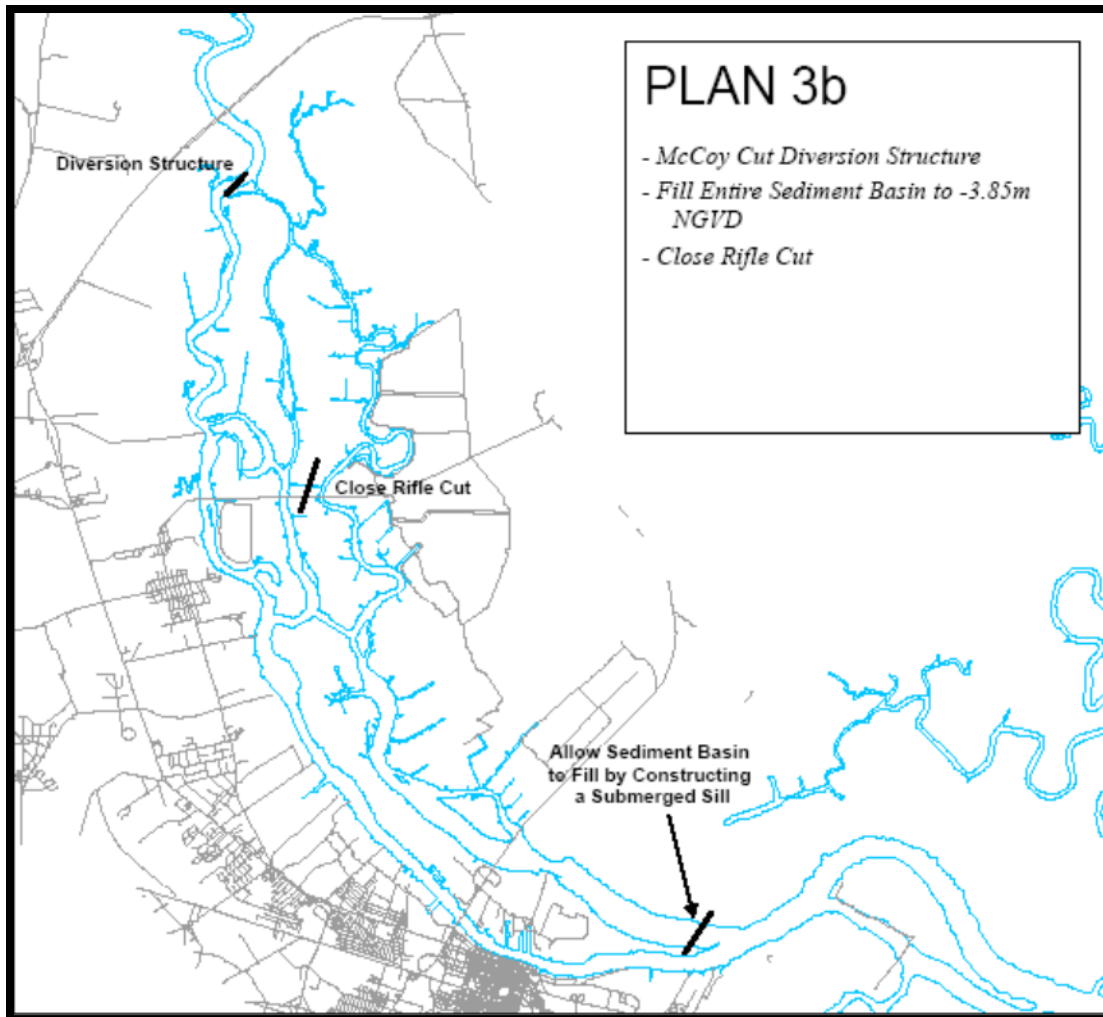 PLAN 3b
- McCoy Cut Diversion Structure
- Fill Entire Sediment Basin to -3.85m
NGVD
- Close Rifle Cut
Diversion Structure
Close Rifle Cut
Allow Sediment Basin
to Fill by Constructing
a Submerged Sill